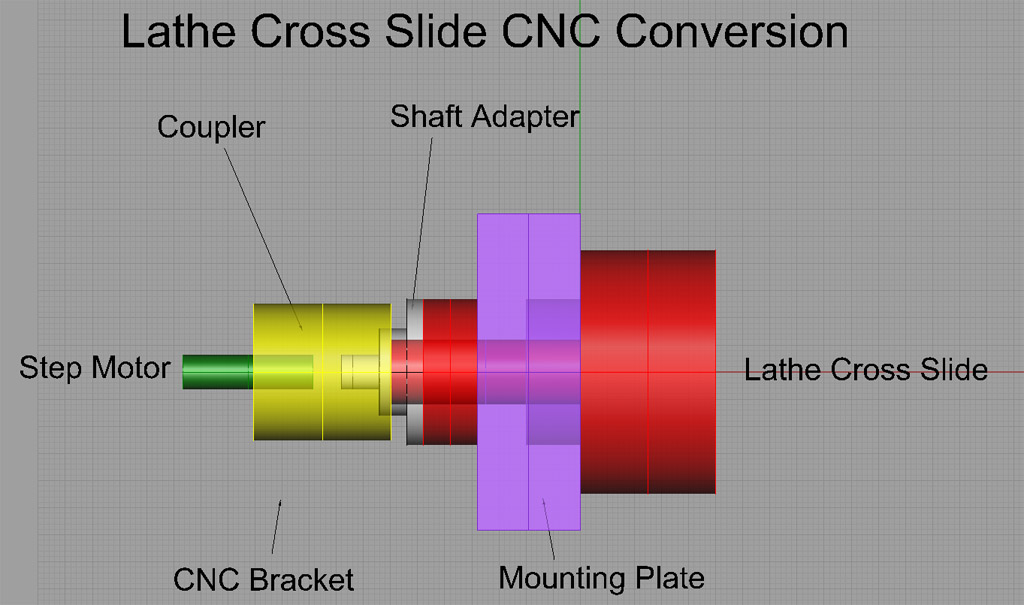 Lathe Cross Slide CNC Conversion
Coupler
Shaft Adapter
Step Motor
Lathe Cross Slide
CNC Bracket
Mounting Plate